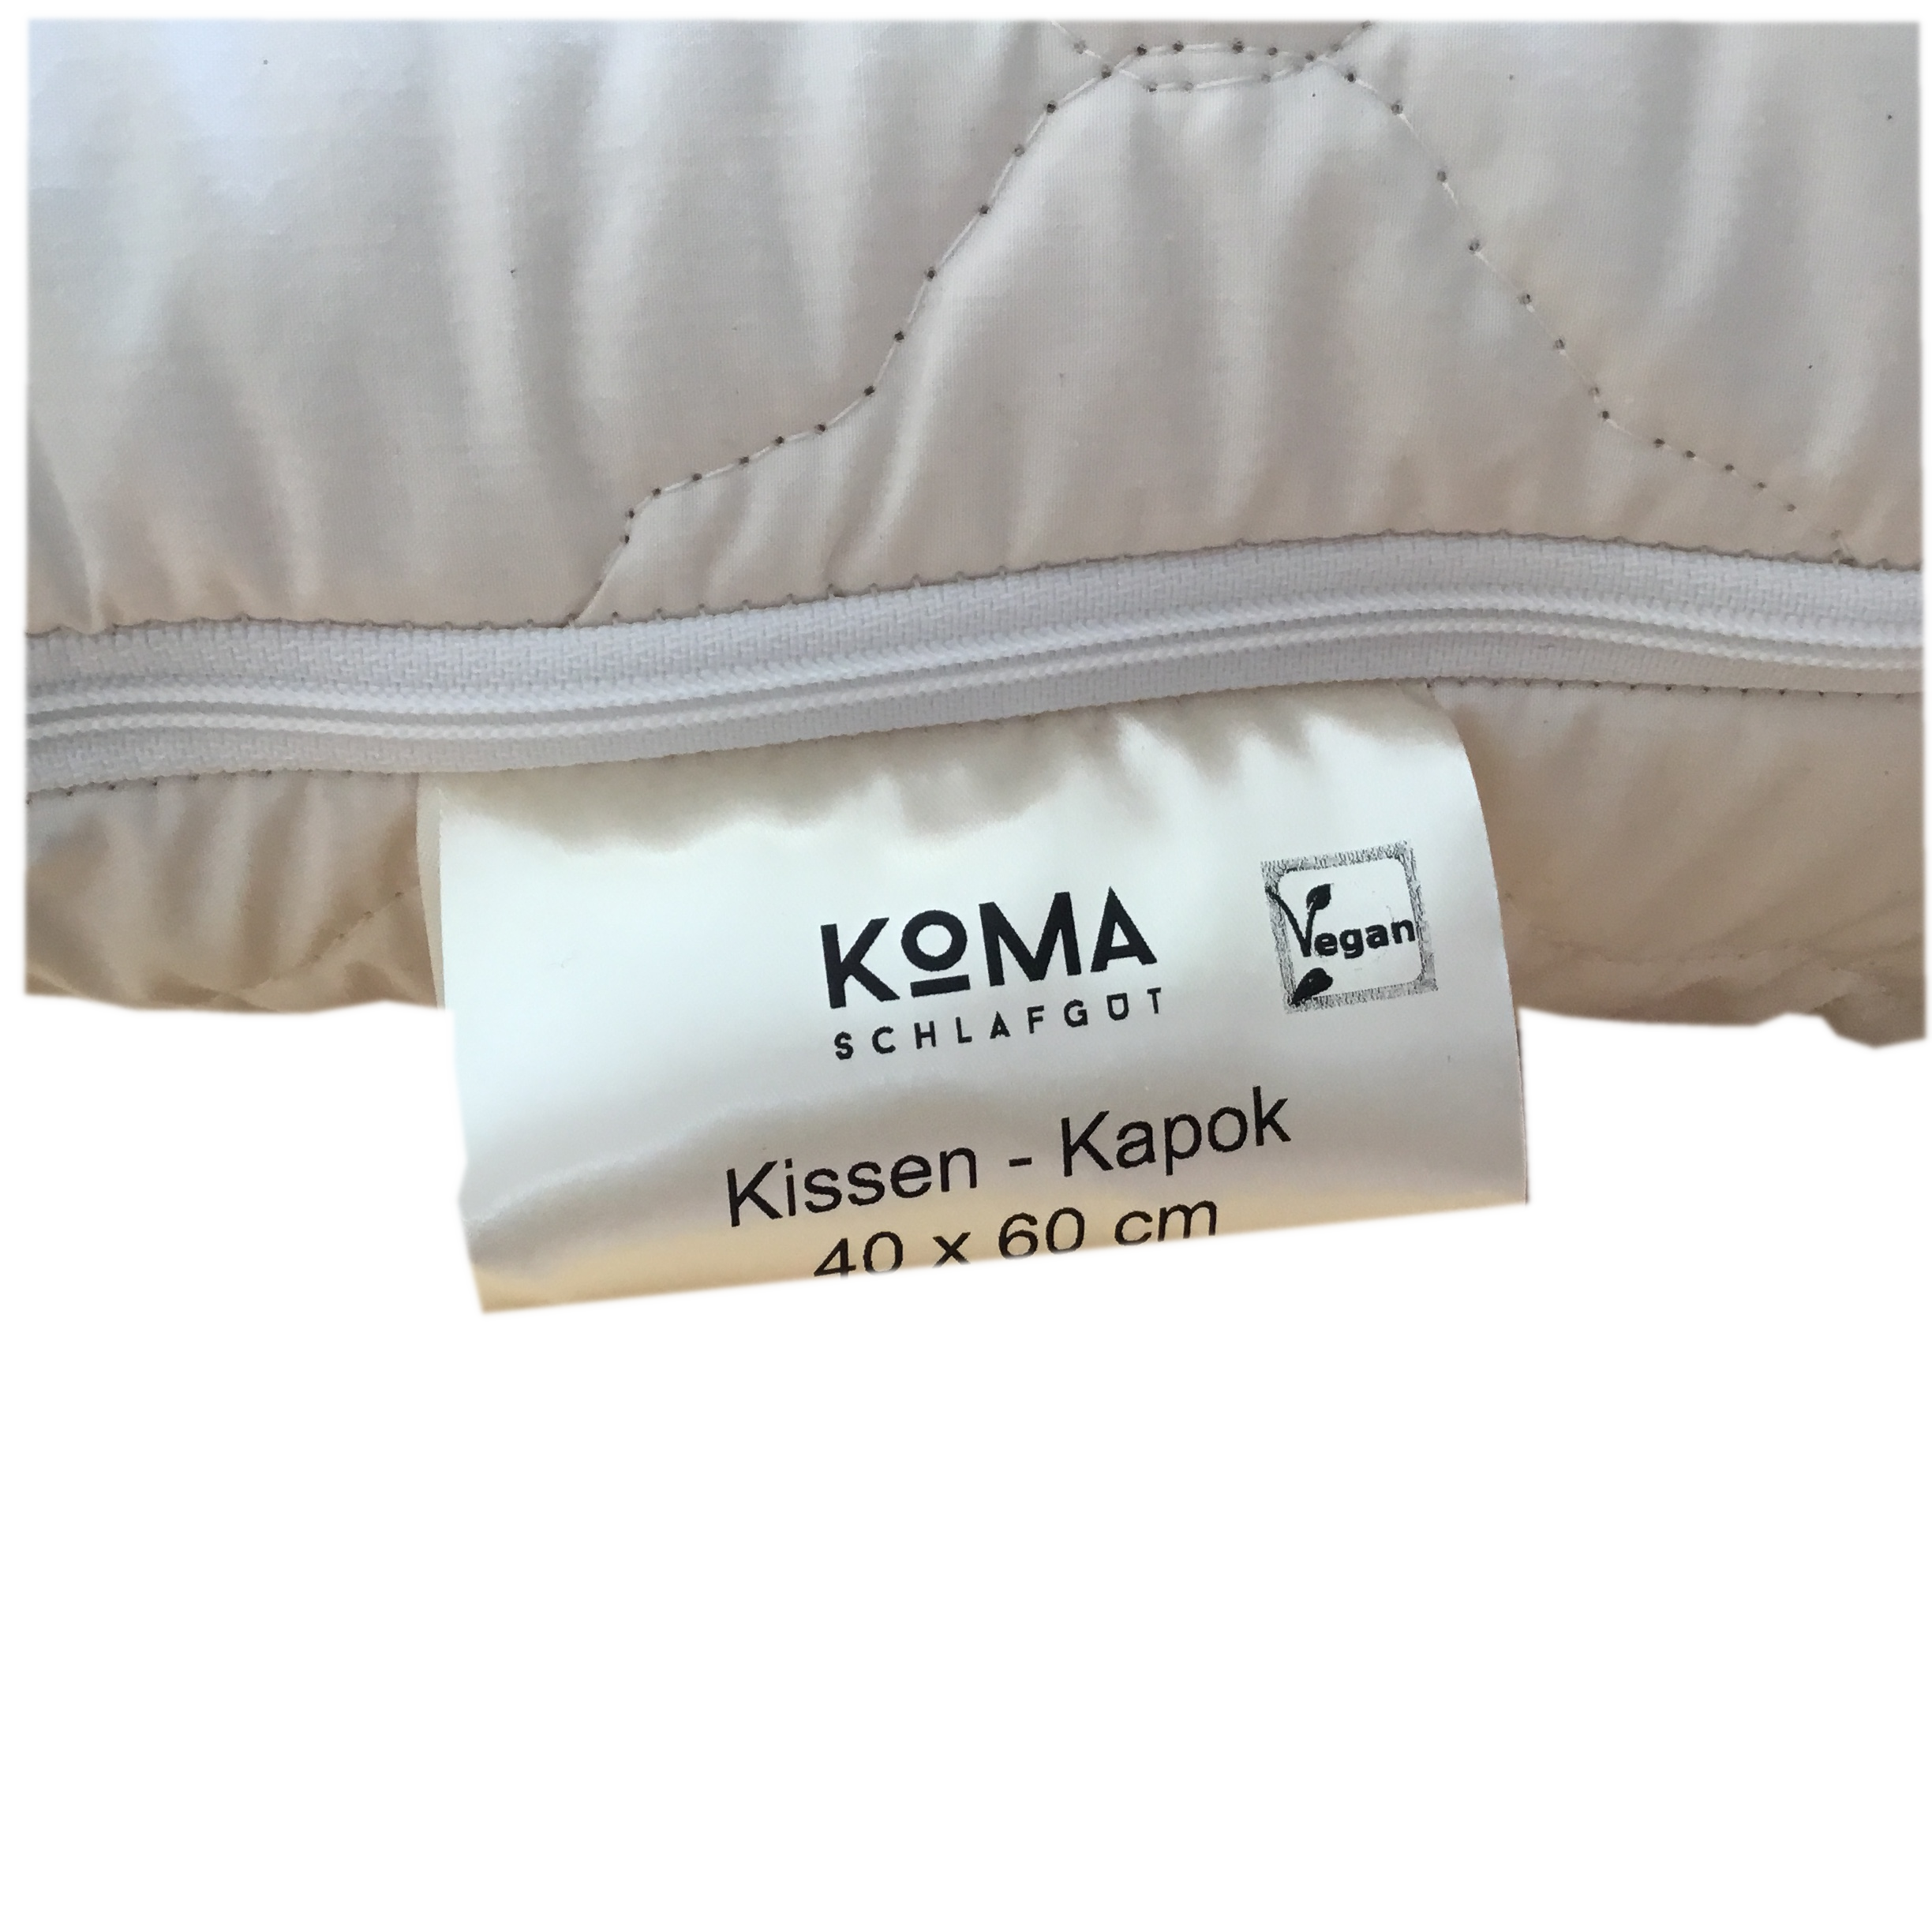 KoMA
SCHLAFGUT
Vegan
Kissen - Kapok
40 x 60 cm